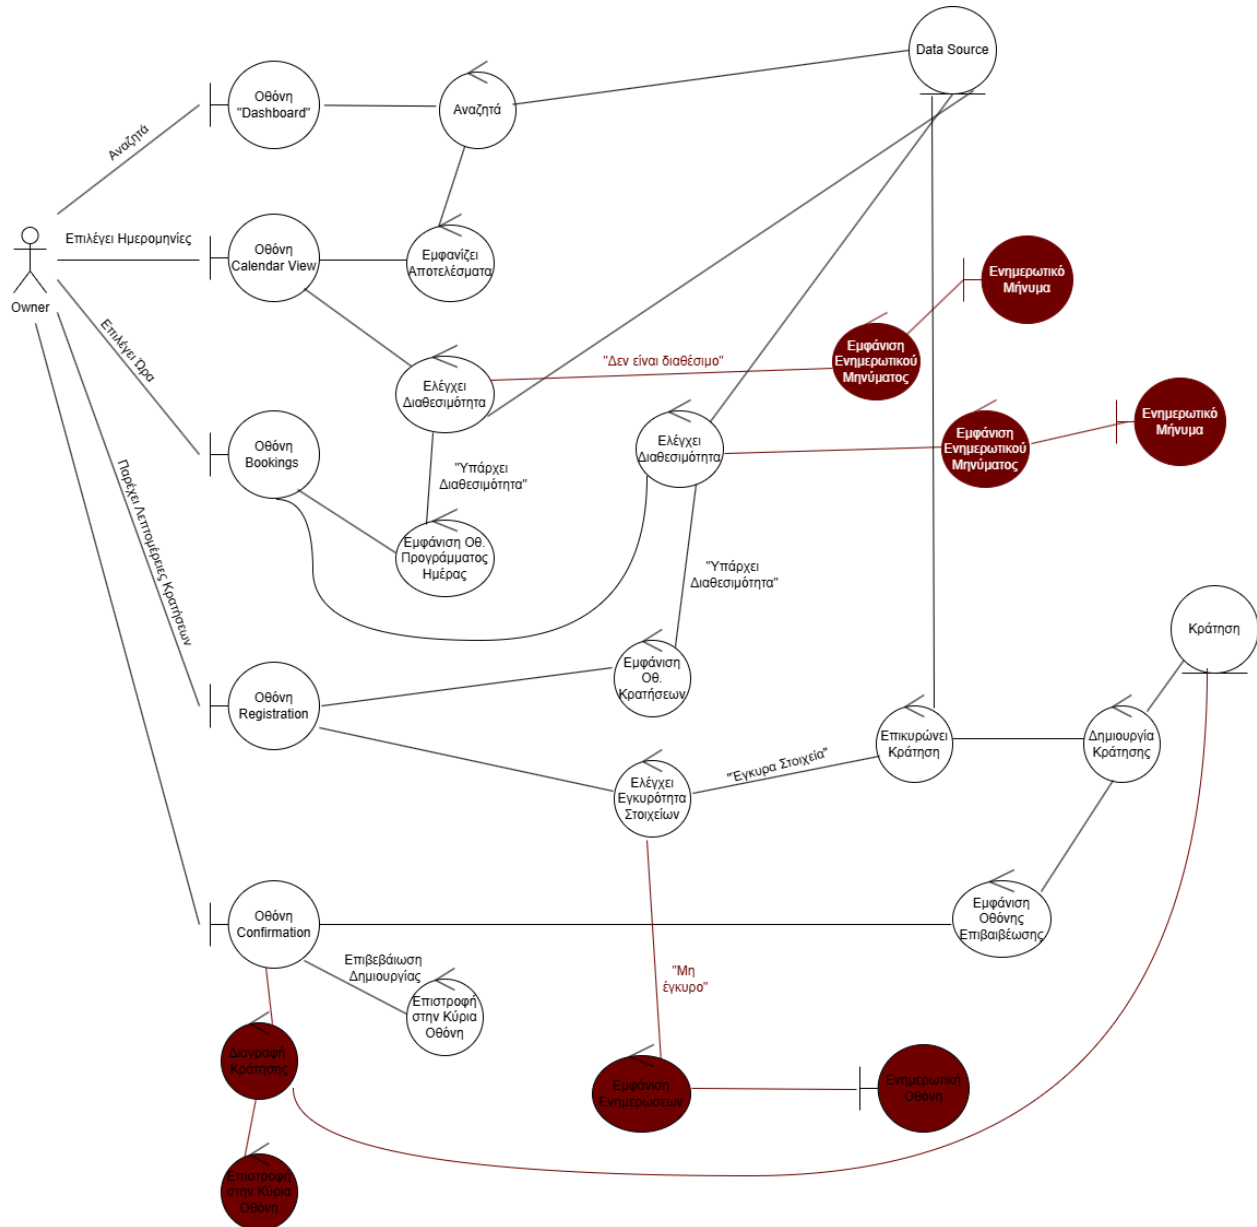 Data Source
Οθόνη
"Dashboard"
Αναζητά
Αναζητά
Επιλέγει Ημερομηνίες
Οθόνη
Calendar View
Εμφανίζει
Αποτελέσματα
Ενημερωτικό
Μήνυμα
Owner
Επιλέγει Ώρα
Ελέγχει
Διαθεσιμότητα
"Δεν είναι διαθέσιμο"
Εμφάνιση
Ενημερωτικού
Μηνύματος
Ενημερωτικό
Μήνυμα
Οθόνη
Bookings
Ελέγχει
Διαθεσιμότητα
Εμφάνιση
Ενημερωτικού
Μηνύματος
"Υπάρχει
Διαθεσιμότητα"
Παρέχει Λεπτομέρειες Κρατήσεων
Εμφάνιση Οθ.
Προγράμματος
Ημέρας
"Υπάρχει
Διαθεσιμότητα"
Κράτηση
Εμφάνιση
Οθ.
Κρατήσεων
Οθόνη
Registration
Επικυρώνει
Κράτηση
Δημιουργία
Κράτησης
"Έγκυρα Στοιχεία"
Ελέγχει
Εγκυρότητα
Στοιχείων
Οθόνη
Confirmation
Εμφάνιση
Οθόνης
Επιβαιβέωσης
Επιβεβάιωση
Δημιουργίας
"Μη
έγκυρο"
Επιστροφή
στην Κύρια
Οθόνη
Διαγραφή
Κράτησης
Εμφάνιση
Ενημερώσεων
Ενημερωτική
Οθόνη
Επιστροφή
στην Κύρια
Οθόνη